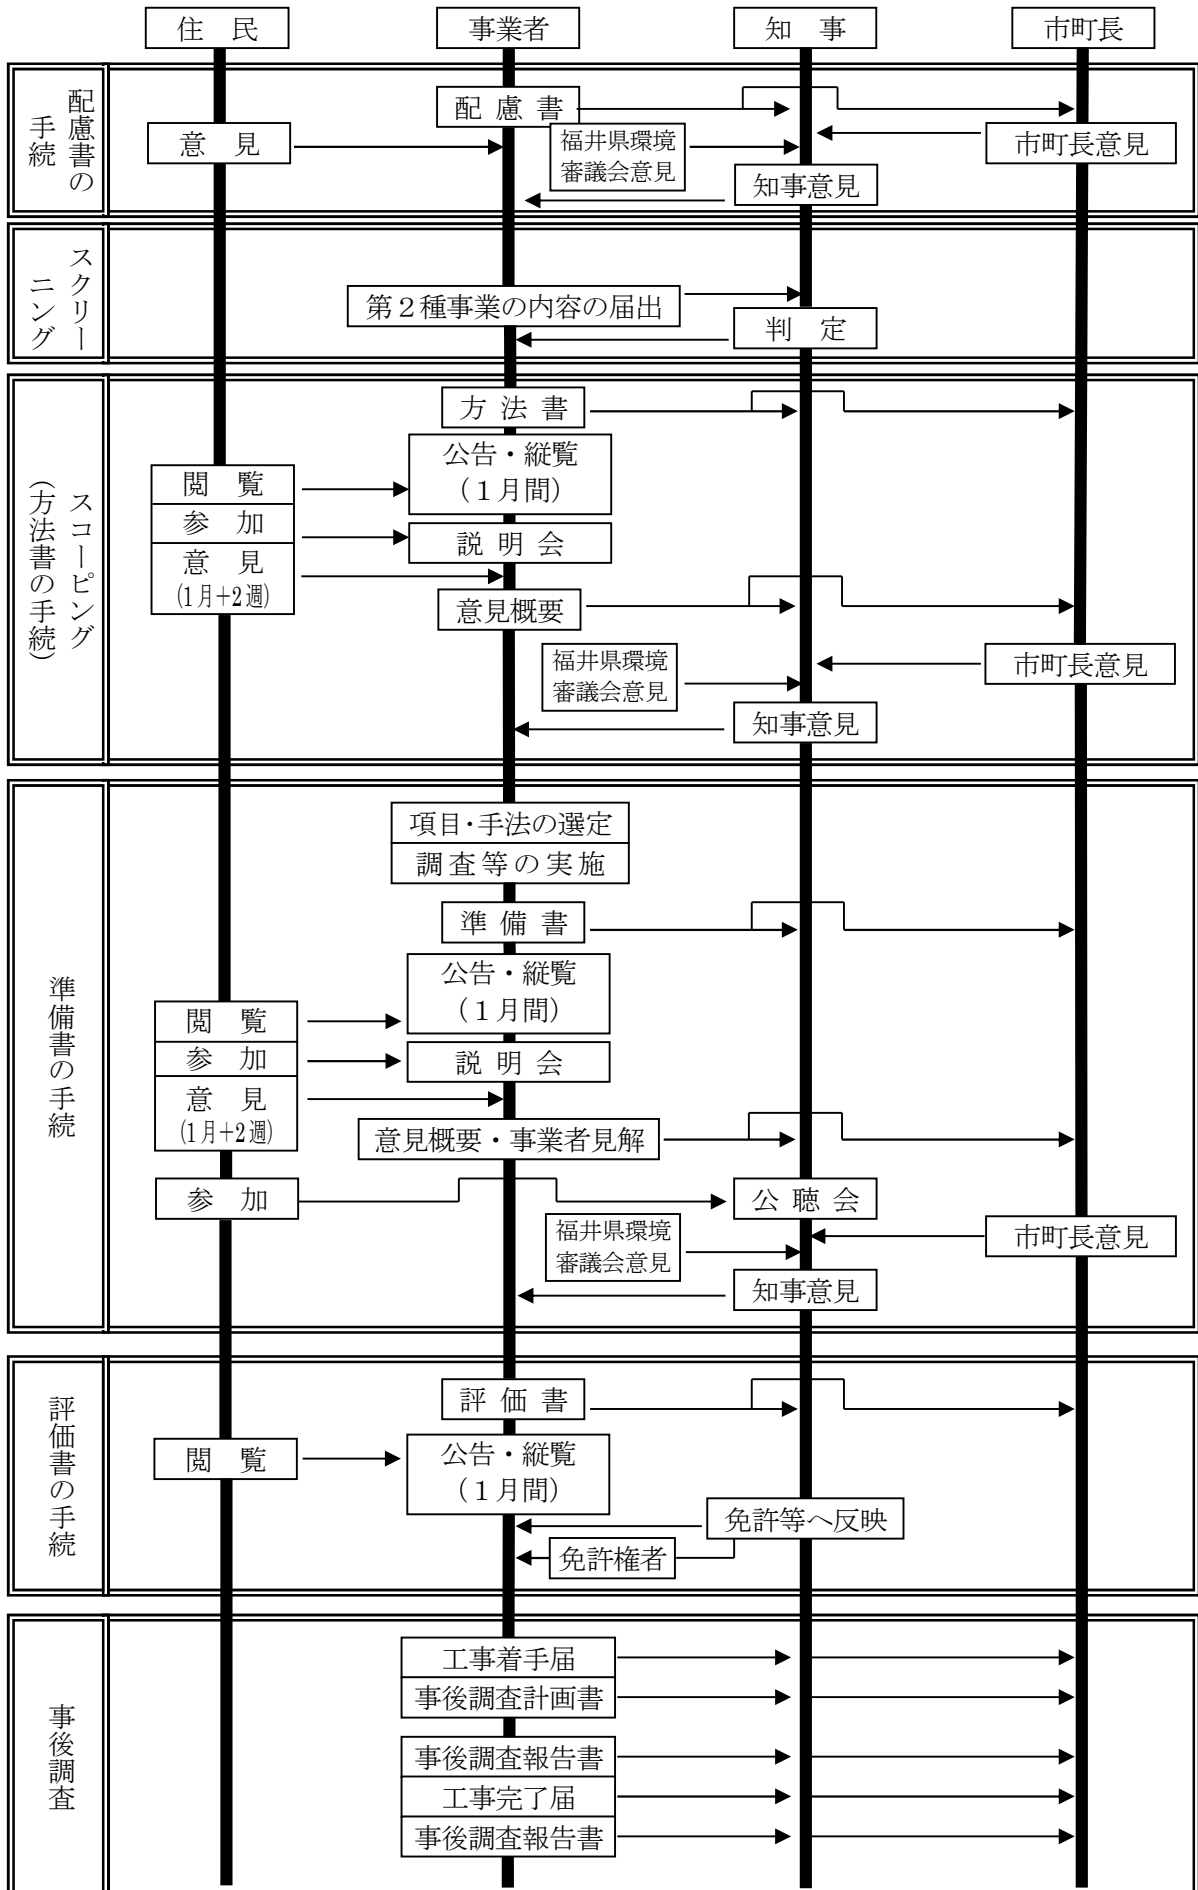 住　民
事業者
知　事
市町長
配慮書の
手続
配 慮 書
意　見
福井県環境
審議会意見
市町長意見
知事意見
スクリー
ニング
第２種事業の内容の届出
判　定
スコーピング
（方法書の手続）
方 法 書
公告・縦覧
（１月間）
閲　覧
参　加
説 明 会
意　見
(1月+2週)
意見概要
福井県環境
審議会意見
市町長意見
知事意見
準備書の手続
項目・手法の選定
調査等の実施
準 備 書
公告・縦覧
（１月間）
閲　覧
参　加
説 明 会
意　見
(1月+2週)
意見概要・事業者見解
参　加
公 聴 会
福井県環境
審議会意見
市町長意見
知事意見
評価書の手続
評 価 書
閲　覧
公告・縦覧
（１月間）
免許等へ反映
免許権者
事後調査
工事着手届
事後調査計画書
事後調査報告書
工事完了届
事後調査報告書